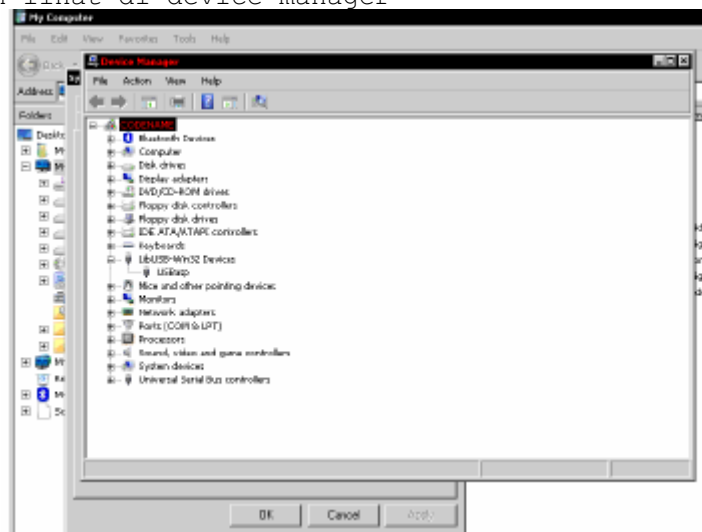 lihat di device manager
My Computer
File Edit View Favorites Tools Help
Back
Address
Device Manager
File Action View Help
Folders
CODENAME
Bluetooth Devices
Computer
Disk drives
Display adapters
DVD/CD-ROM drives
Floppy disk controllers
Floppy disk drives
IDE ATA/ATAPI controllers
Keyboards
LibUSB-Win32 Devices
USBasp
Mice and other pointing devices
Monitors
Network adapters
Ports (COM & LPT)
Processors
Sound, video and game controllers
System devices
Universal Serial Bus controllers
OK Cancel Apply